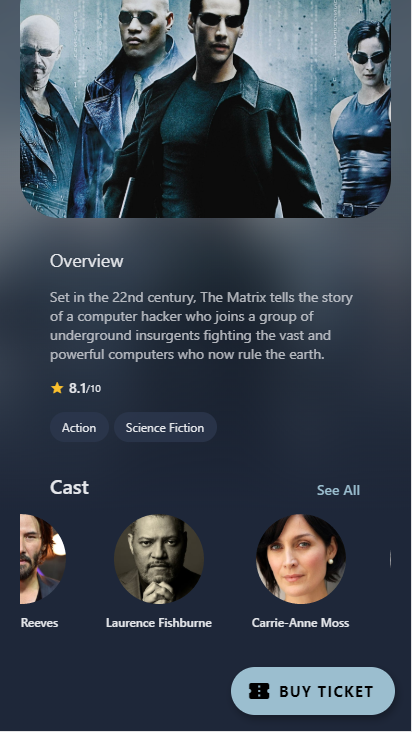 Overview
Set in the 22nd century, The Matrix tells the story
of a computer hacker who joins a group of
underground insurgents fighting the vast and
powerful computers who now rule the earth.
8.1/10
Action Science Fiction
Cast See All
Reeves Laurence Fishburne Carrie-Anne Moss
BUY TICKET